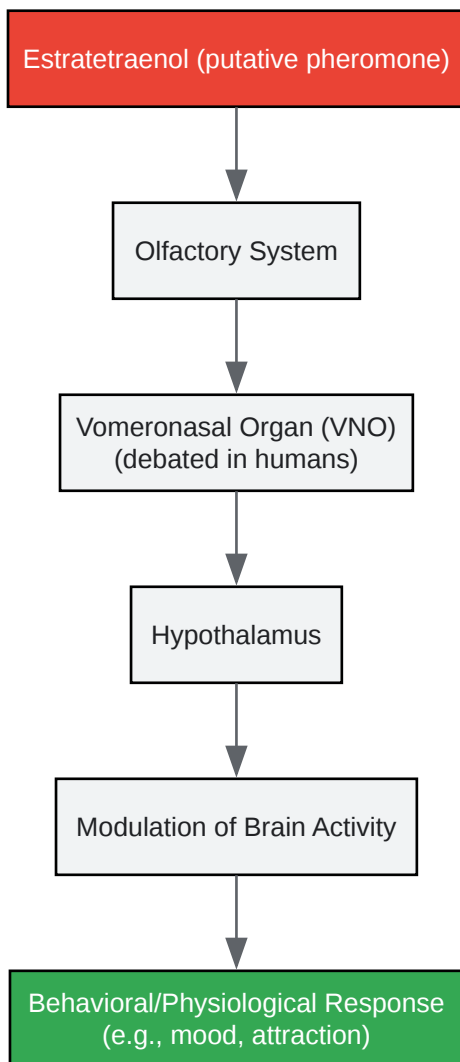 Estratetraenol (putative pheromone)
Olfactory System
Vomeronasal Organ (VNO)
(debated in humans)
Hypothalamus
Modulation of Brain Activity
Behavioral/Physiological Response
(e.g., mood, attraction)